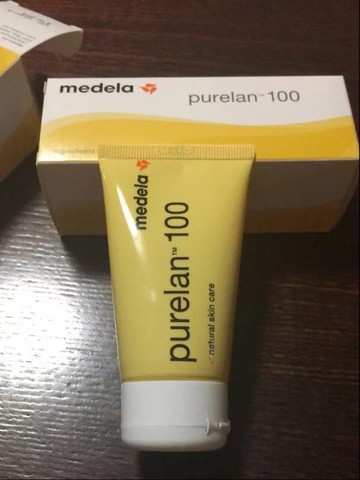 medela
purelan™ 100
ingredients
medela
purelan™ 100
natural skin care